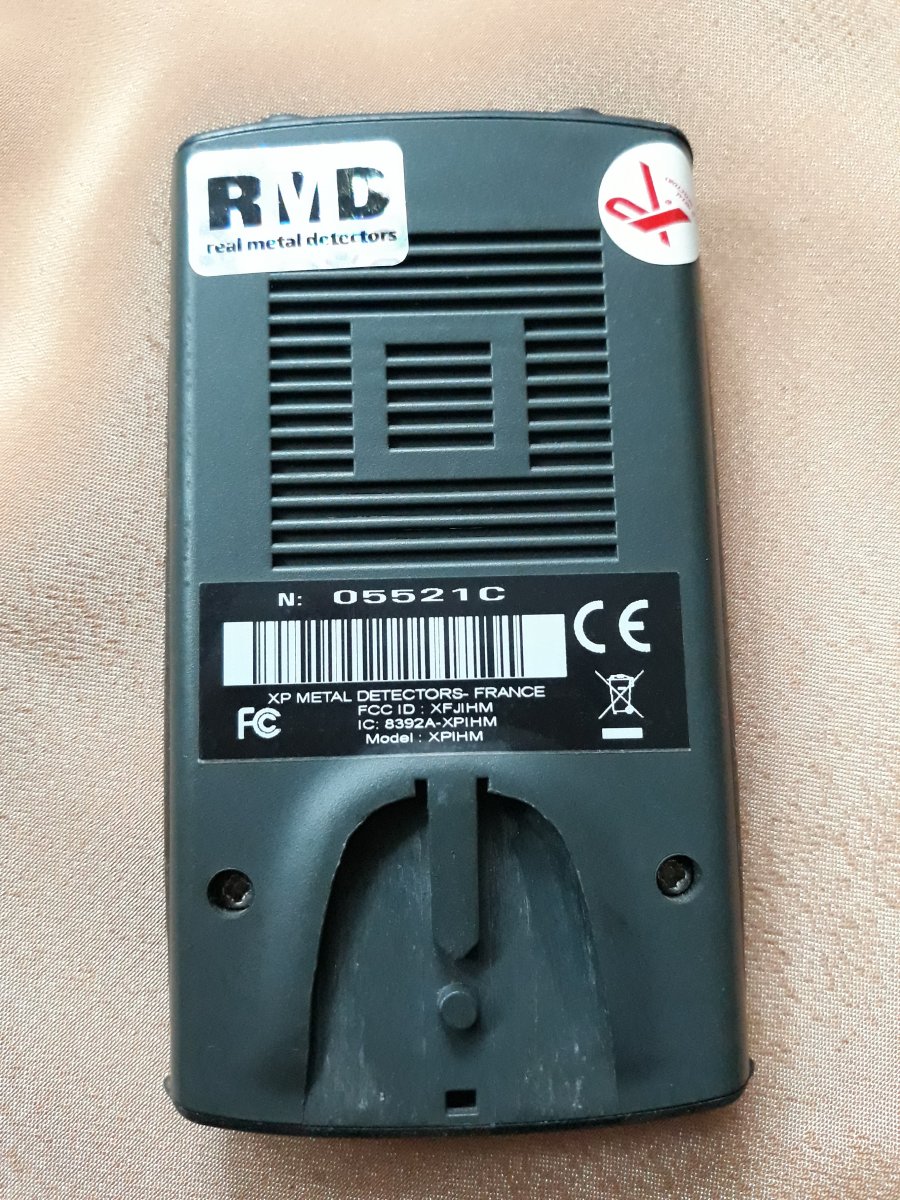 RMD
real metal detectors
XP
N: 05521C
CE
XP METAL DETECTORS- FRANCE
FCC ID : XFJIHM
IC: 8392A-XPIHM
Model : XPIHM
FC